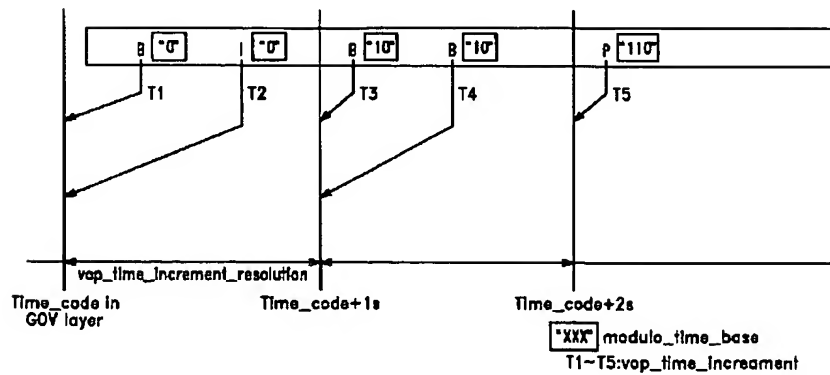 B "0" I "0" B "10" B "10" P "110"
T1 T2 T3 T4 T5
vop_time_increment_resolution
Time_code in
GOV layer
Time_code+1s
Time_code+2s
"XXX" modulo_time_base
T1~T5:vop_time_increament